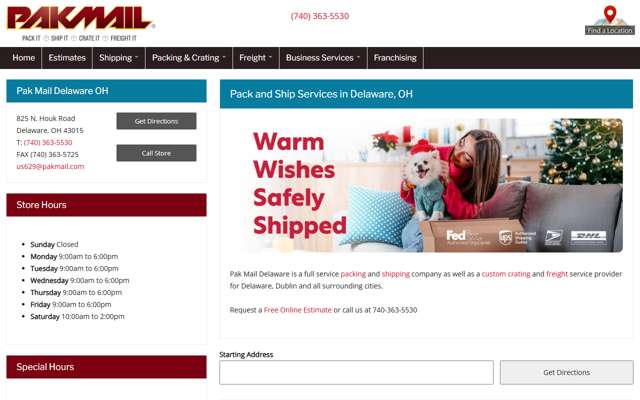 PAKMAIL
PACK IT SHIP IT CRATE IT FREIGHT IT
(740) 363-5530
Find a Location
Home Estimates Shipping Packing & Crating Freight Business Services Franchising
Pak Mail Delaware OH
825 N. Houk Road
Delaware, OH 43015
T: (740) 363-5530
FAX (740) 363-5725
us629@pakmail.com
Get Directions
Call Store
Store Hours
Sunday Closed
Monday 9:00am to 6:00pm
Tuesday 9:00am to 6:00pm
Wednesday 9:00am to 6:00pm
Thursday 9:00am to 6:00pm
Friday 9:00am to 6:00pm
Saturday 10:00am to 2:00pm
Special Hours
Pack and Ship Services in Delaware, OH
Warm
Wishes
Safely
Shipped
FedEx
Authorized ShipCenter
ups
Authorized
Shipping
Outlet
DHL
Pak Mail Delaware is a full service packing and shipping company as well as a custom crating and freight service provider
for Delaware, Dublin and all surrounding cities.
Request a Free Online Estimate or call us at 740-363-5530
Starting Address
Get Directions